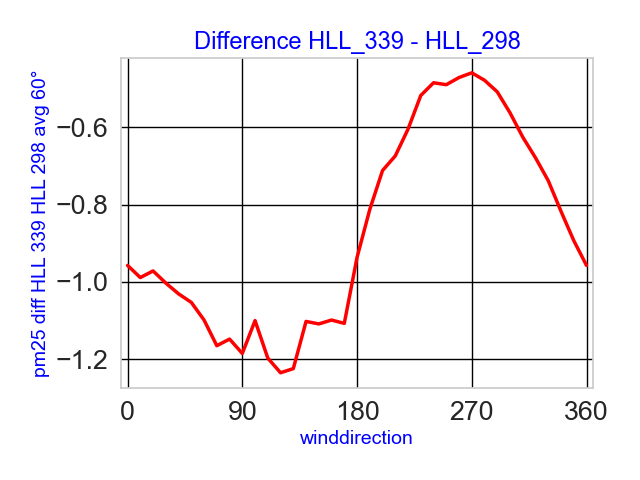 Difference HLL_339 - HLL_298
pm25 diff HLL 339 HLL 298 avg 60°
−0.6
−0.8
−1.0
−1.2
0 90 180 270 360
winddirection